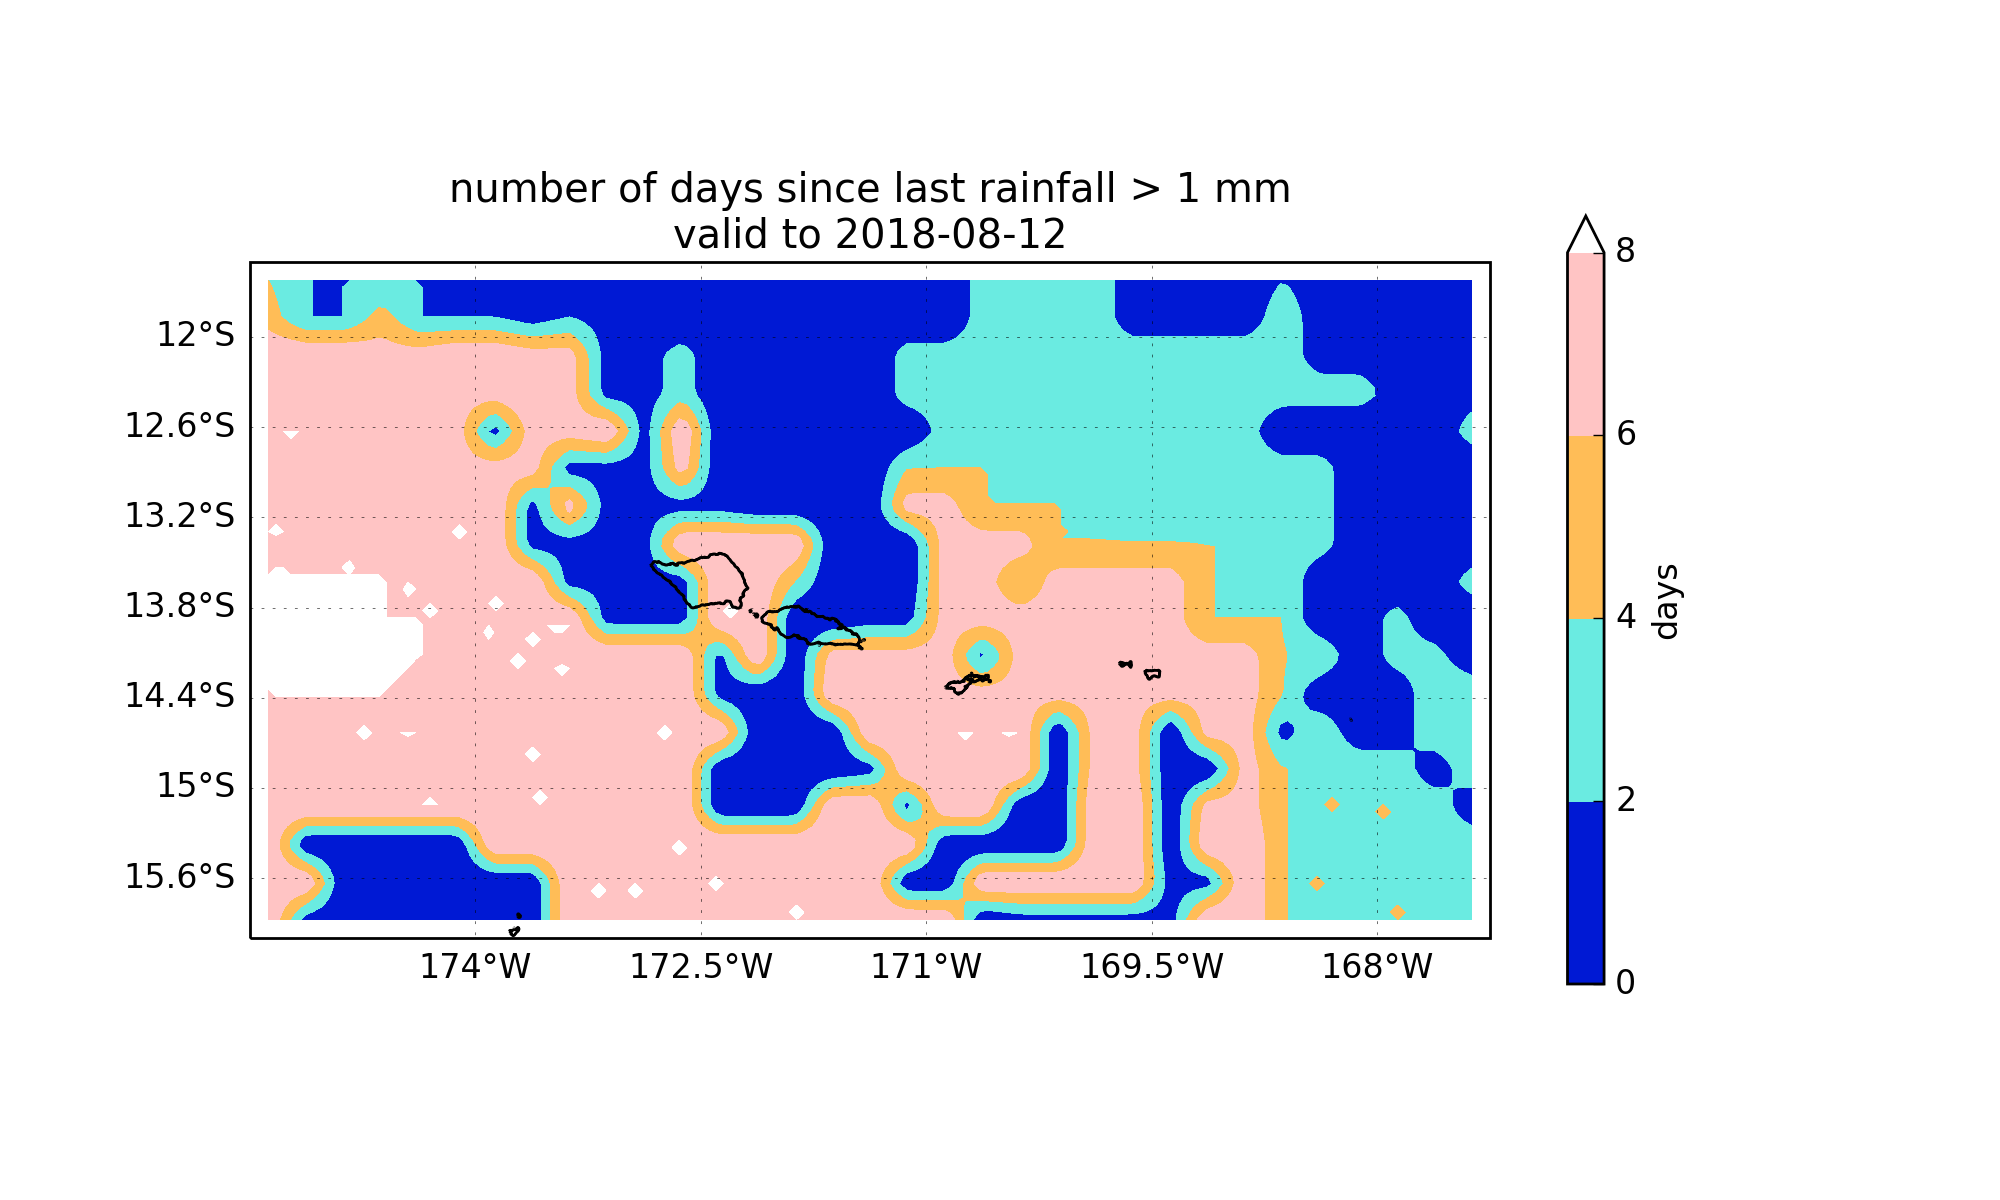 number of days since last rainfall > 1 mm
valid to 2018-08-12
12°S
12.6°S
13.2°S
13.8°S
14.4°S
15°S
15.6°S
174°W
172.5°W
171°W
169.5°W
168°W
8
6
4
2
0
days